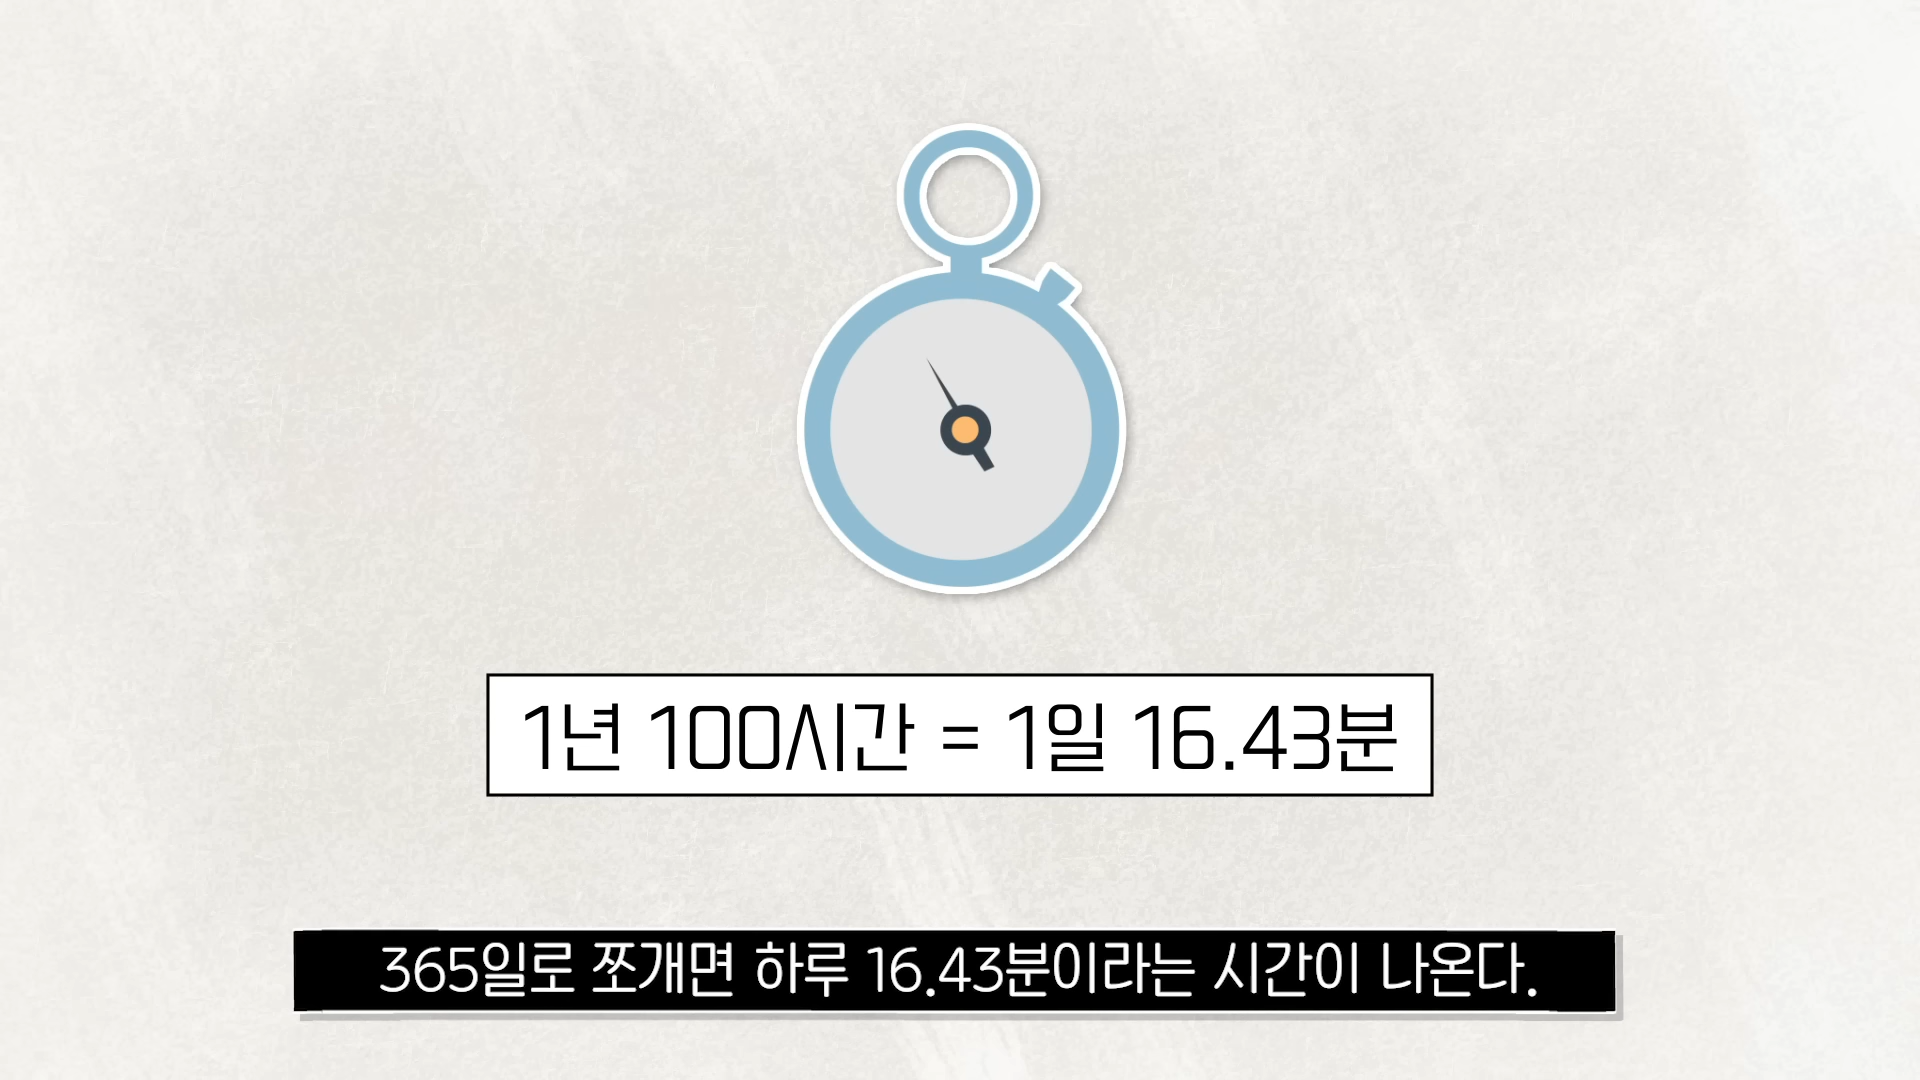 1년 100시간 = 1일 16.43분
365일로 쪼개면 하루 16.43분이라는 시간이 나온다.